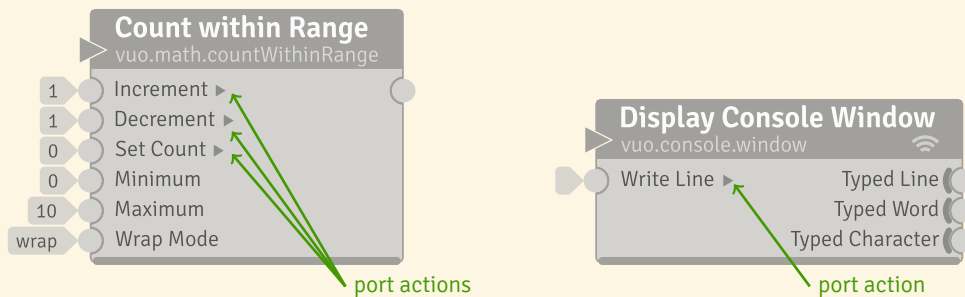 Count within Range
vuo.math.countWithinRange
1 Increment
1 Decrement
0 Set Count
0 Minimum
10 Maximum
wrap Wrap Mode
port actions
Display Console Window
vuo.console.window
Write Line Typed Line
Typed Word
Typed Character
port action